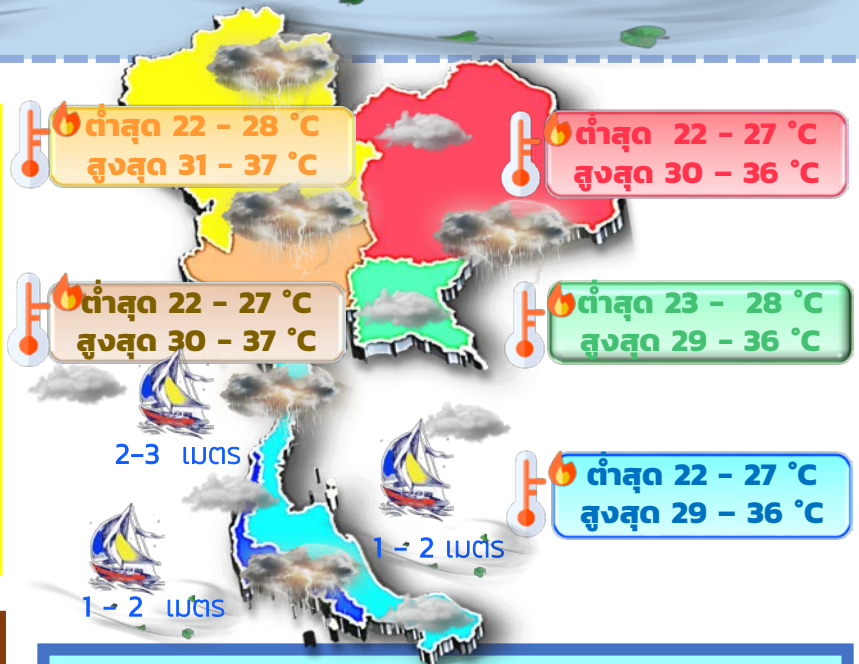 ต่ำสุด 22 - 28 °C
สูงสุด 31 - 37 °C
ต่ำสุด 22 - 27 °C
สูงสุด 30 – 36 °C
ต่ำสุด 22 - 27 °C
สูงสุด 30 - 37 °C
ต่ำสุด 23 - 28 °C
สูงสุด 29 - 36 °C
2-3 เมตร
ต่ำสุด 22 - 27 °C
สูงสุด 29 – 36 °C
1 - 2 เมตร
1 - 2 เมตร